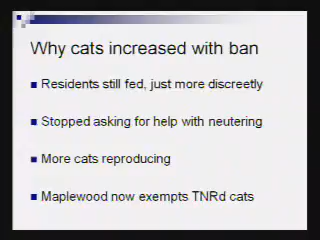 Why cats increased with ban
Residents still fed, just more discreetly
Stopped asking for help with neutering
More cats reproducing
Maplewood now exempts TNRd cats